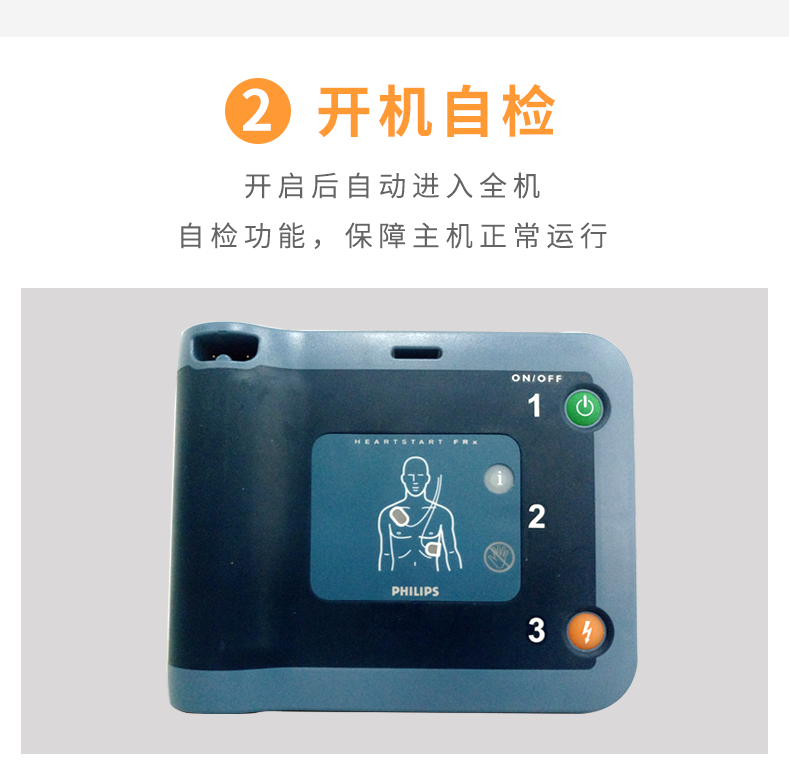 2 开机自检
开启后自动进入全机
自检功能，保障主机正常运行
ON/OFF
1
HEARTSTART FRx
i
2
PHILIPS
3